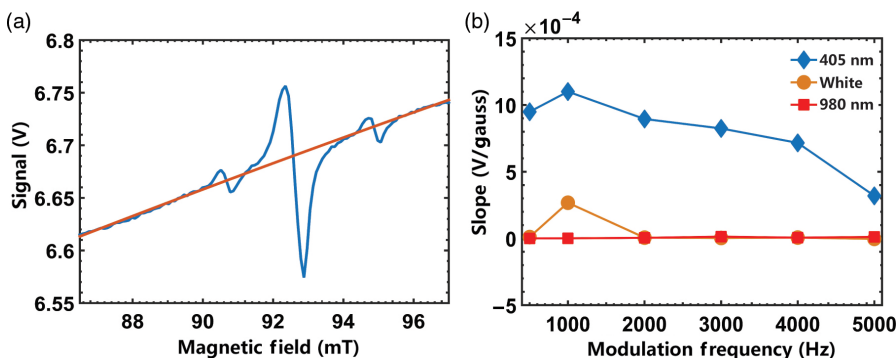 (a)
6.8
6.75
6.7
6.65
6.6
6.55
Signal (V)
88 90 92 94 96
Magnetic field (mT)
(b)
×10⁻⁴
15
10
5
0
−5
Slope (V/gauss)
405 nm
White
980 nm
1000 2000 3000 4000 5000
Modulation frequency (Hz)